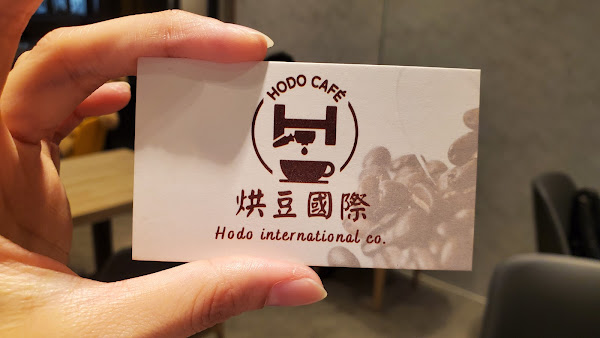 HODO CAFÉ
烘豆國際
Hodo international co.